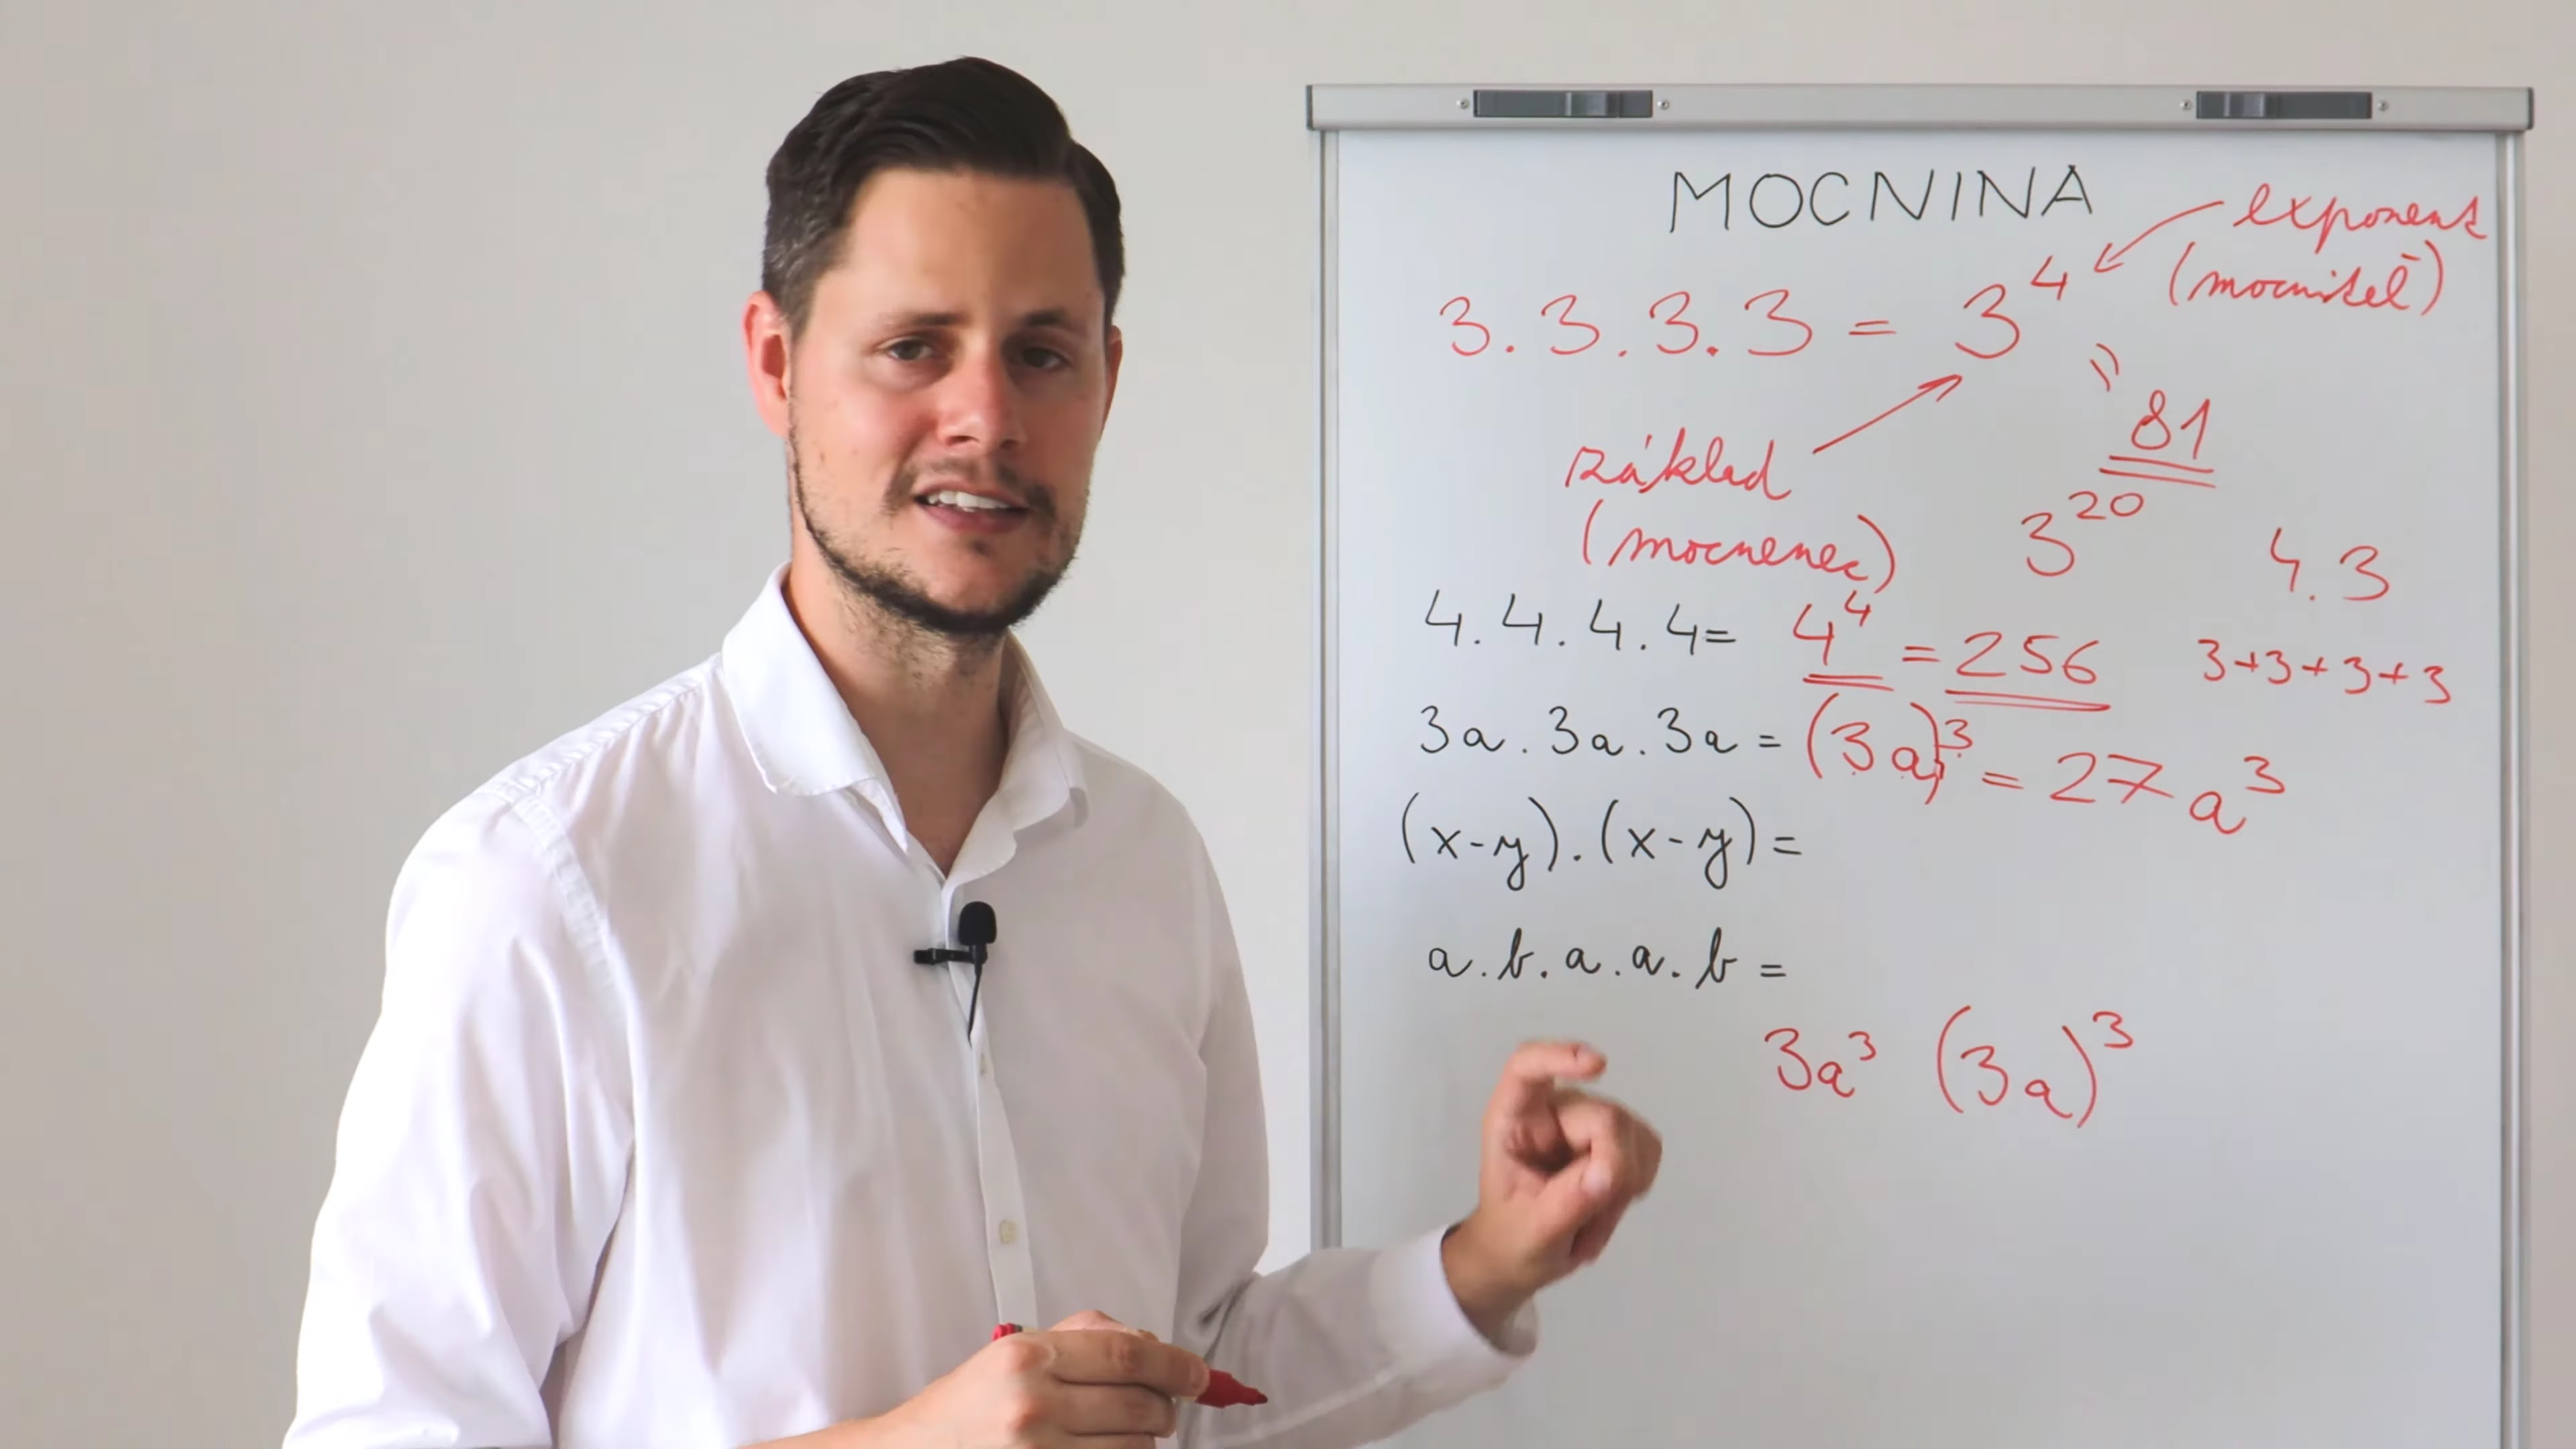 MOCNINA
exponent
(mocnitel)
3.3.3.3 = 3⁴
= 81
základ
(mocnenec)
3²⁰
4.3
4.4.4.4= 4⁴ = 256
3+3+3+3
3a.3a.3a = (3a)³ = 27a³
(x-y).(x-y) =
a.b.a.a.b =
3a³ (3a)³